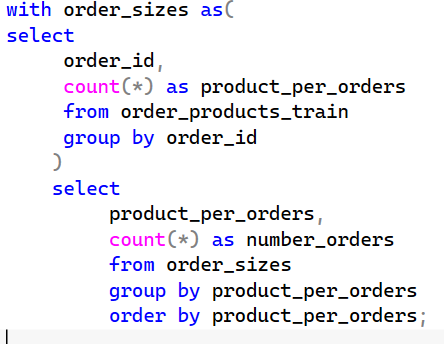 with order_sizes as(
select
order_id,
count(*) as product_per_orders
from order_products_train
group by order_id
)
select
product_per_orders,
count(*) as number_orders
from order_sizes
group by product_per_orders
order by product_per_orders;